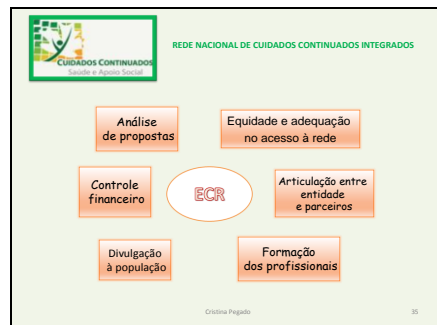 REDE NACIONAL DE CUIDADOS CONTINUADOS INTEGRADOS
CUIDADOS CONTINUADOS
Saúde e Apoio Social
Análise
de propostas
Equidade e adequação
no acesso à rede
Controle
financeiro
ECR
Articulação entre
entidade
e parceiros
Divulgação
à população
Formação
dos profissionais
Cristina Pegado
35